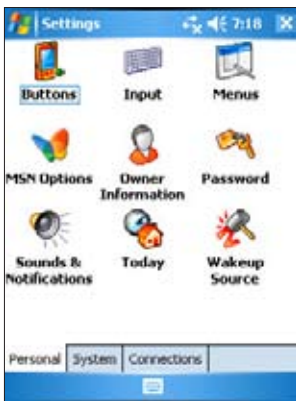 Settings 7:18
Buttons Input Menus
MSN Options Owner Information Password
Sounds & Notifications Today Wakeup Source
Personal System Connections